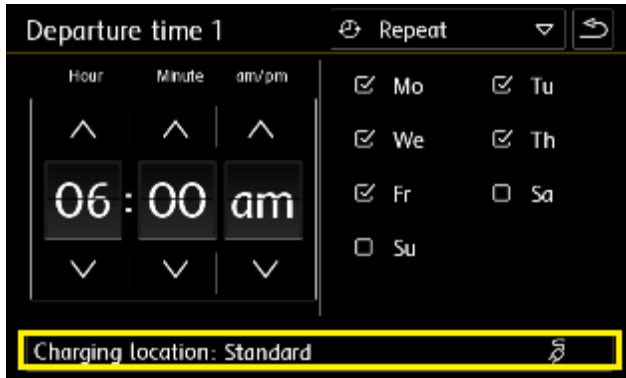 Departure time 1
Repeat
Hour Minute am/pm
06 : 00 am
Mo Tu
We Th
Fr Sa
Su
Charging location: Standard